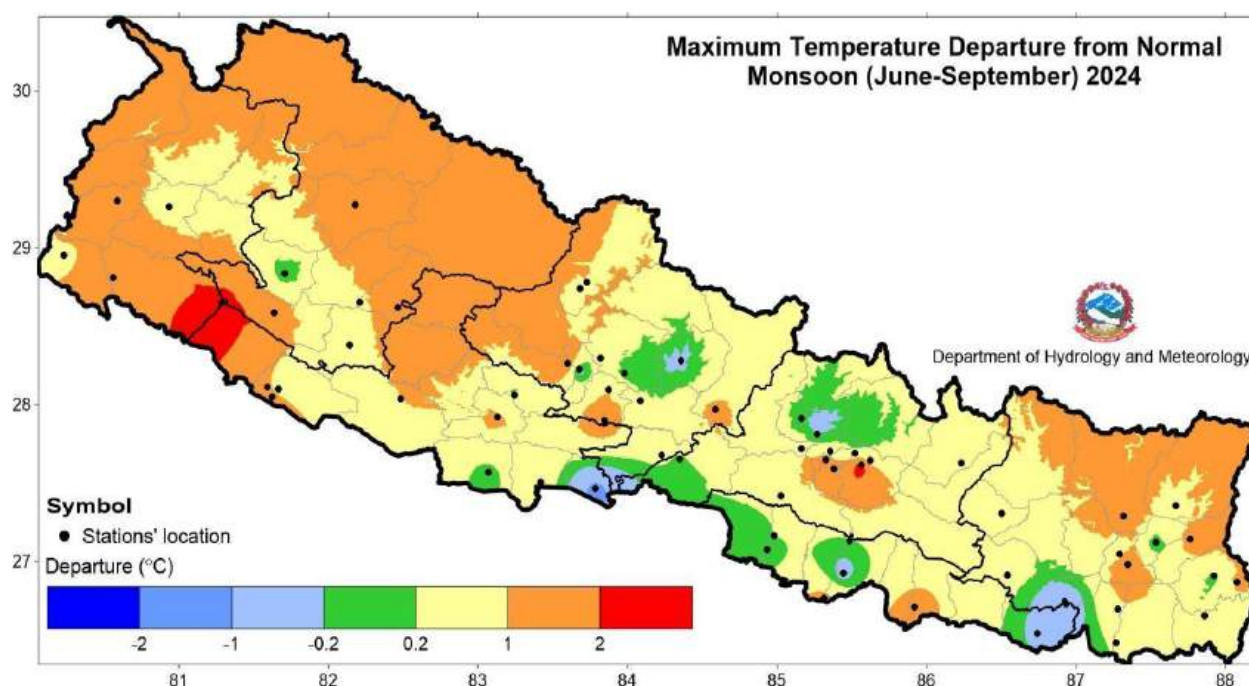 Maximum Temperature Departure from Normal
Monsoon (June-September) 2024
30
29
28
27
Department of Hydrology and Meteorology
Symbol
Stations' location
Departure (°C)
-2 -1 -0.2 0.2 1 2
81 82 83 84 85 86 87 88